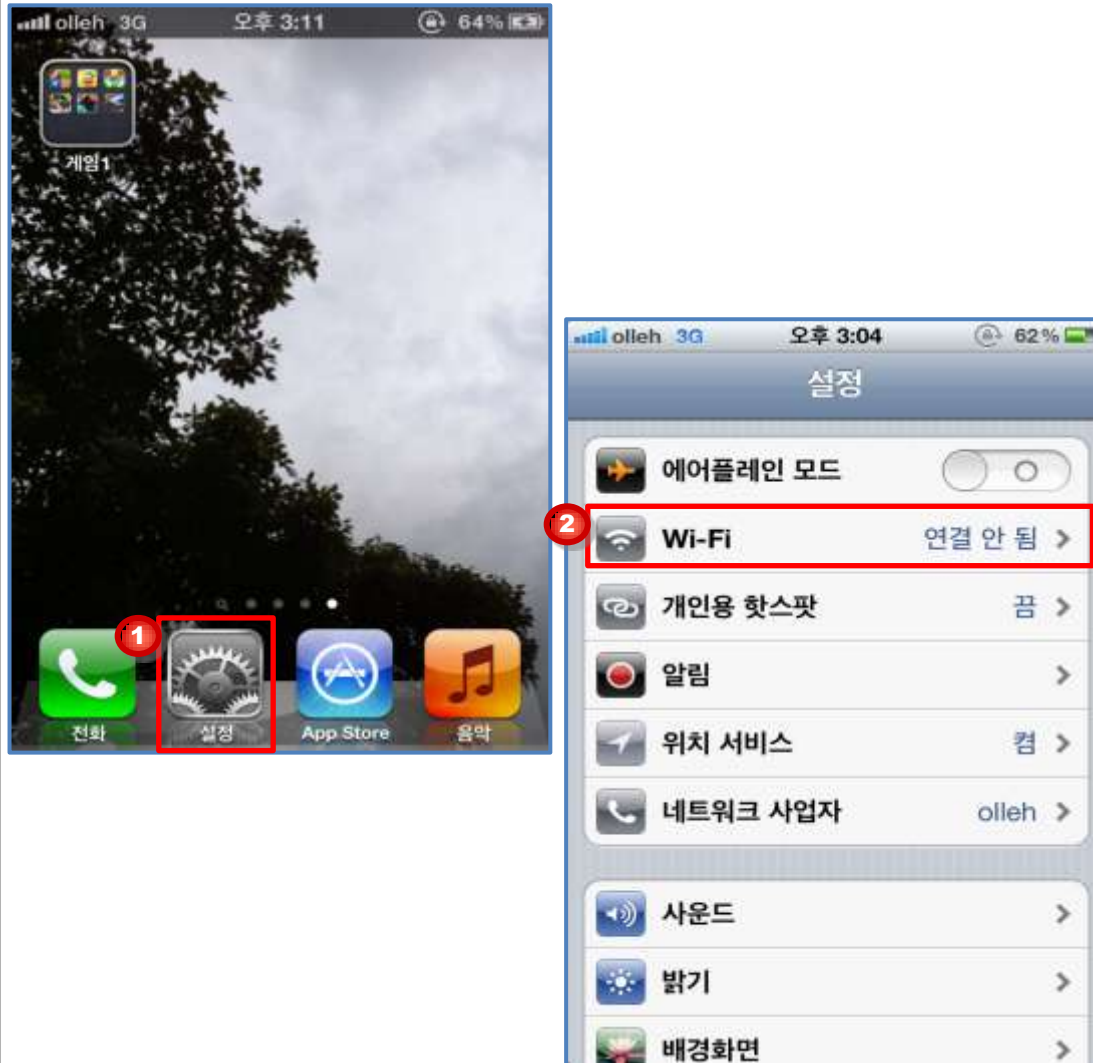 olleh 3G 오후 3:11 64%
게임1
1
전화 설정 App Store 음악
olleh 3G 오후 3:04 62%
설정
에어플레인 모드
2
Wi-Fi 연결 안 됨
개인용 핫스팟 끔
알림
위치 서비스 켬
네트워크 사업자 olleh
사운드
밝기
배경화면